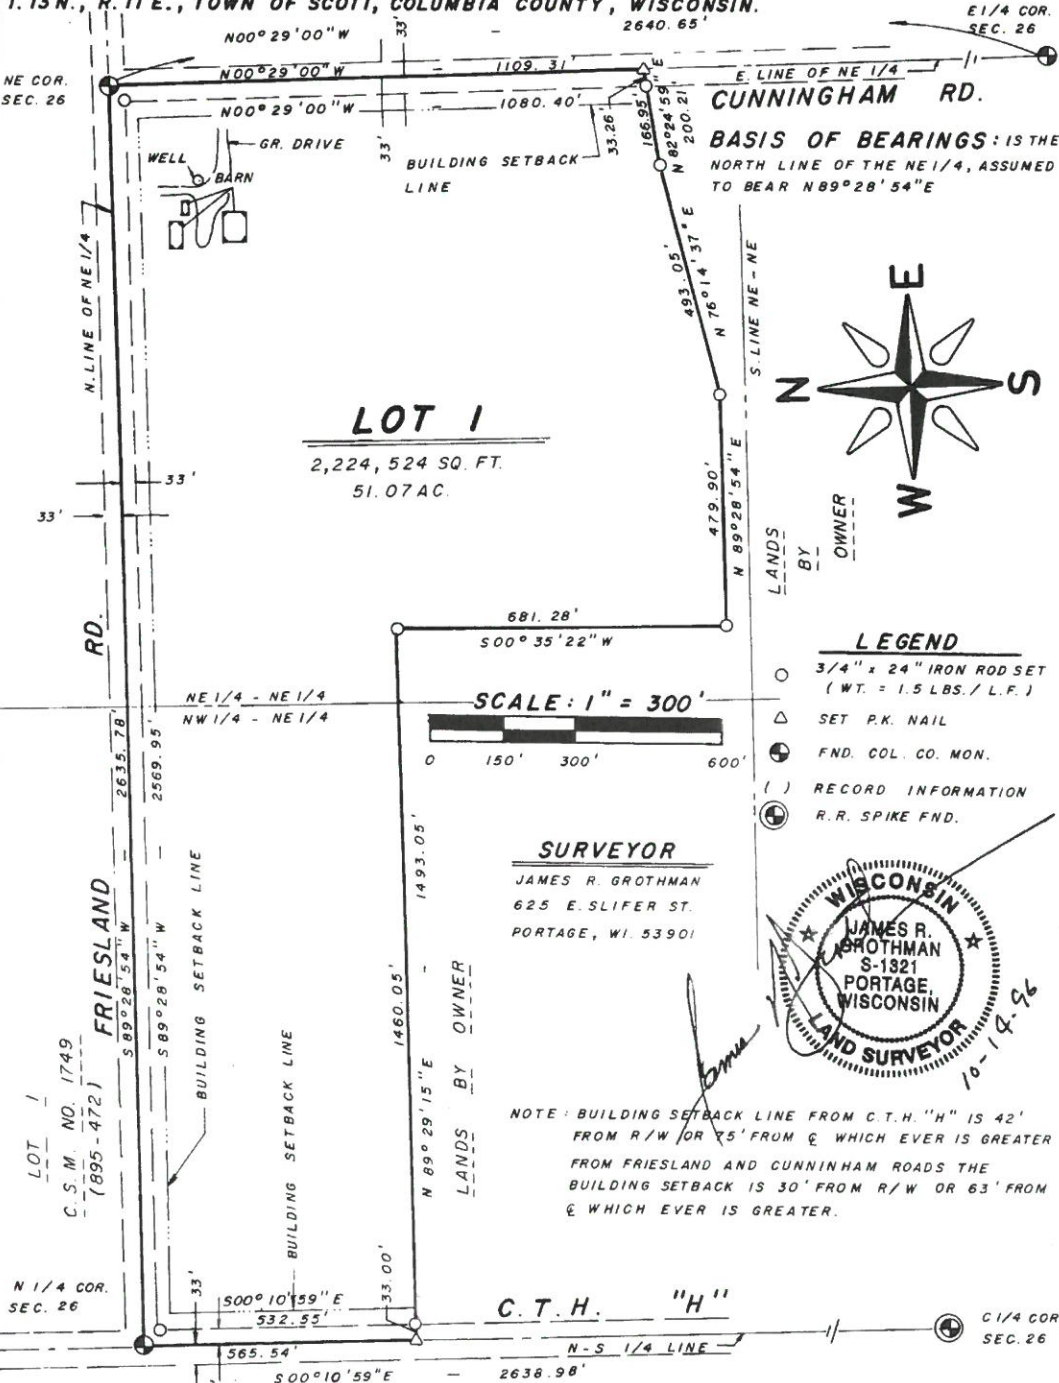 T.13N., R.11E., TOWN OF SCOTT, COLUMBIA COUNTY, WISCONSIN.
N00°29'00"W
33'
2640.65'
E1/4 COR.
SEC. 26
NE COR.
SEC. 26
N00°29'00"W
1109.31'
E. LINE OF NE 1/4
N00°29'00"W - 1080.40'
CUNNINGHAM RD.
33'
33.26'
166.95'
N 82°24'59" E
200.21'
GR. DRIVE
WELL
BARN
BUILDING SETBACK
LINE
BASIS OF BEARINGS: IS THE
NORTH LINE OF THE NE1/4, ASSUMED
TO BEAR N89°28'54"E
N.LINE OF NE 1/4
493.05'
N 76°14'37" E
S.LINE NE-NE
E
N
S
W
LOT 1
2,224,524 SQ. FT.
51.07 AC.
33'
33'
479.90'
N 89°28'54" E
LANDS
BY
OWNER
681.28'
S00°35'22"W
RD.
FRIESLAND
NE 1/4 - NE 1/4
NW 1/4 - NE 1/4
SCALE: 1" = 300'
0 150' 300' 600'
LEGEND
3/4" x 24" IRON ROD SET
(WT. = 1.5 LBS./ L.F.)
SET P.K. NAIL
FND. COL. CO. MON.
( ) RECORD INFORMATION
R.R. SPIKE FND.
2635.78'
S 89°28'54" W
2569.95'
S 89°28'54" W
BUILDING SETBACK LINE
BUILDING SETBACK LINE
1493.05'
1460.05'
N 89°29'15"E
LANDS BY OWNER
SURVEYOR
JAMES R. GROTHMAN
625 E. SLIFER ST.
PORTAGE, WI. 53901
WISCONSIN
JAMES R.
GROTHMAN
S-1321
PORTAGE,
WISCONSIN
LAND SURVEYOR
10-14-96
LOT 1
C.S.M. NO. 1749
(895-472)
NOTE: BUILDING SETBACK LINE FROM C.T.H. "H" IS 42'
FROM R/W OR 75' FROM ℄ WHICH EVER IS GREATER
FROM FRIESLAND AND CUNNINHAM ROADS THE
BUILDING SETBACK IS 30' FROM R/W OR 63' FROM
℄ WHICH EVER IS GREATER.
N 1/4 COR.
SEC. 26
33'
S00°10'59"E
532.55'
33.00'
C.T.H. "H"
C 1/4 COR
SEC. 26
565.54'
N-S 1/4 LINE
S00°10'59"E - 2638.98'